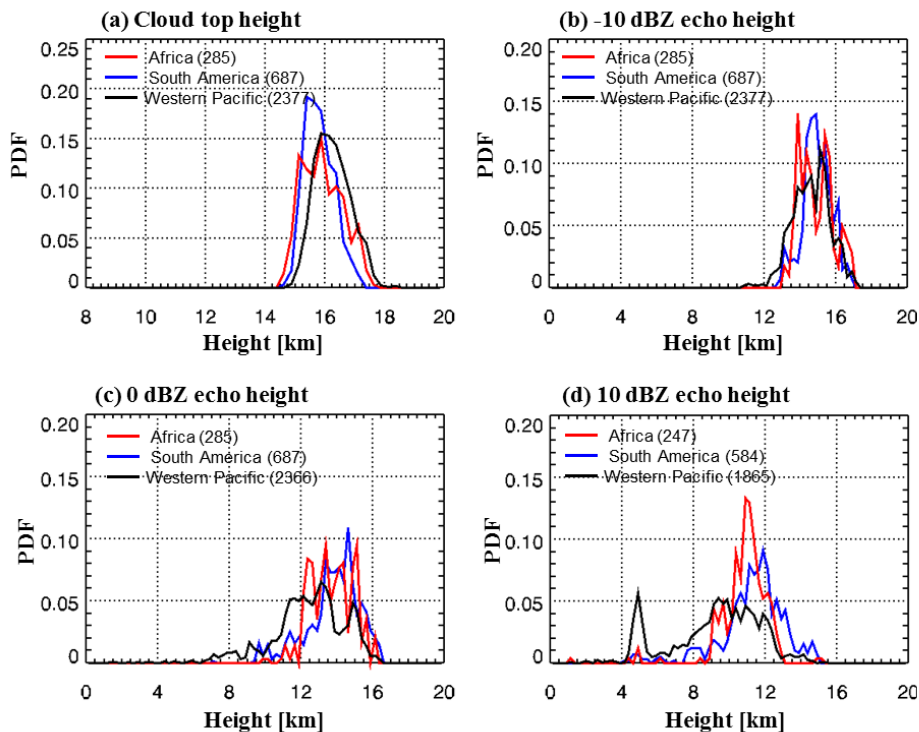 (a) Cloud top height
0.25
0.20
0.15
0.10
0.05
0
PDF
Africa (285)
South America (687)
Western Pacific (2377)
8 10 12 14 16 18 20
Height [km]
(b) -10 dBZ echo height
0.20
0.15
0.10
0.05
0
PDF
Africa (285)
South America (687)
Western Pacific (2377)
0 4 8 12 16 20
Height [km]
(c) 0 dBZ echo height
0.20
0.15
0.10
0.05
0.00
PDF
Africa (285)
South America (687)
Western Pacific (2366)
0 4 8 12 16 20
Height [km]
(d) 10 dBZ echo height
0.20
0.15
0.10
0.05
0.00
PDF
Africa (247)
South America (584)
Western Pacific (1865)
0 4 8 12 16 20
Height [km]